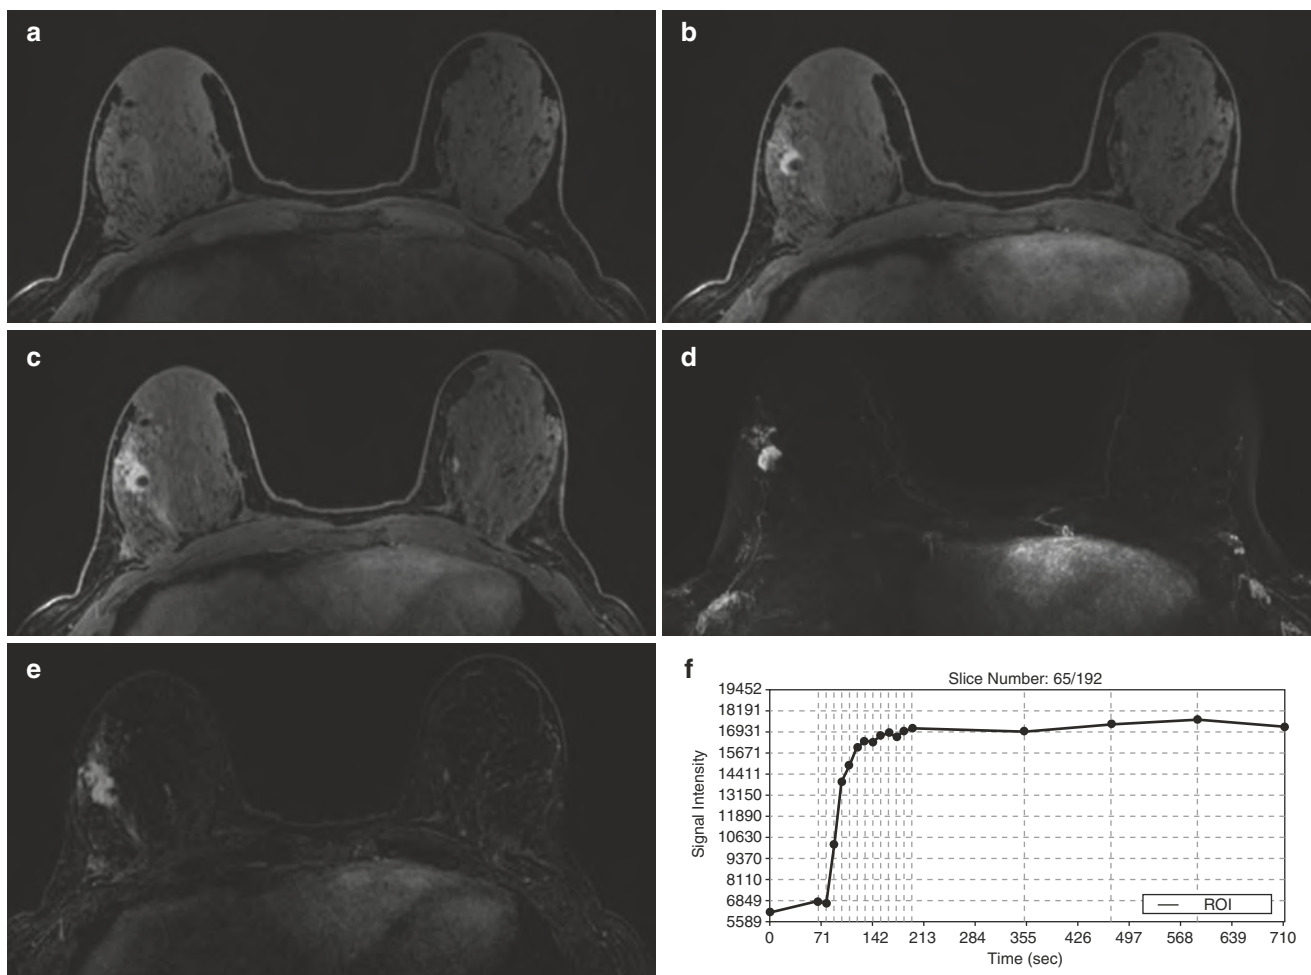 a
b
c
d
e
f
Slice Number: 65/192
19452
18191
16931
15671
14411
13150
11890
10630
9370
8110
6849
5589
Signal Intensity
ROI
0 71 142 213 284 355 426 497 568 639 710
Time (sec)